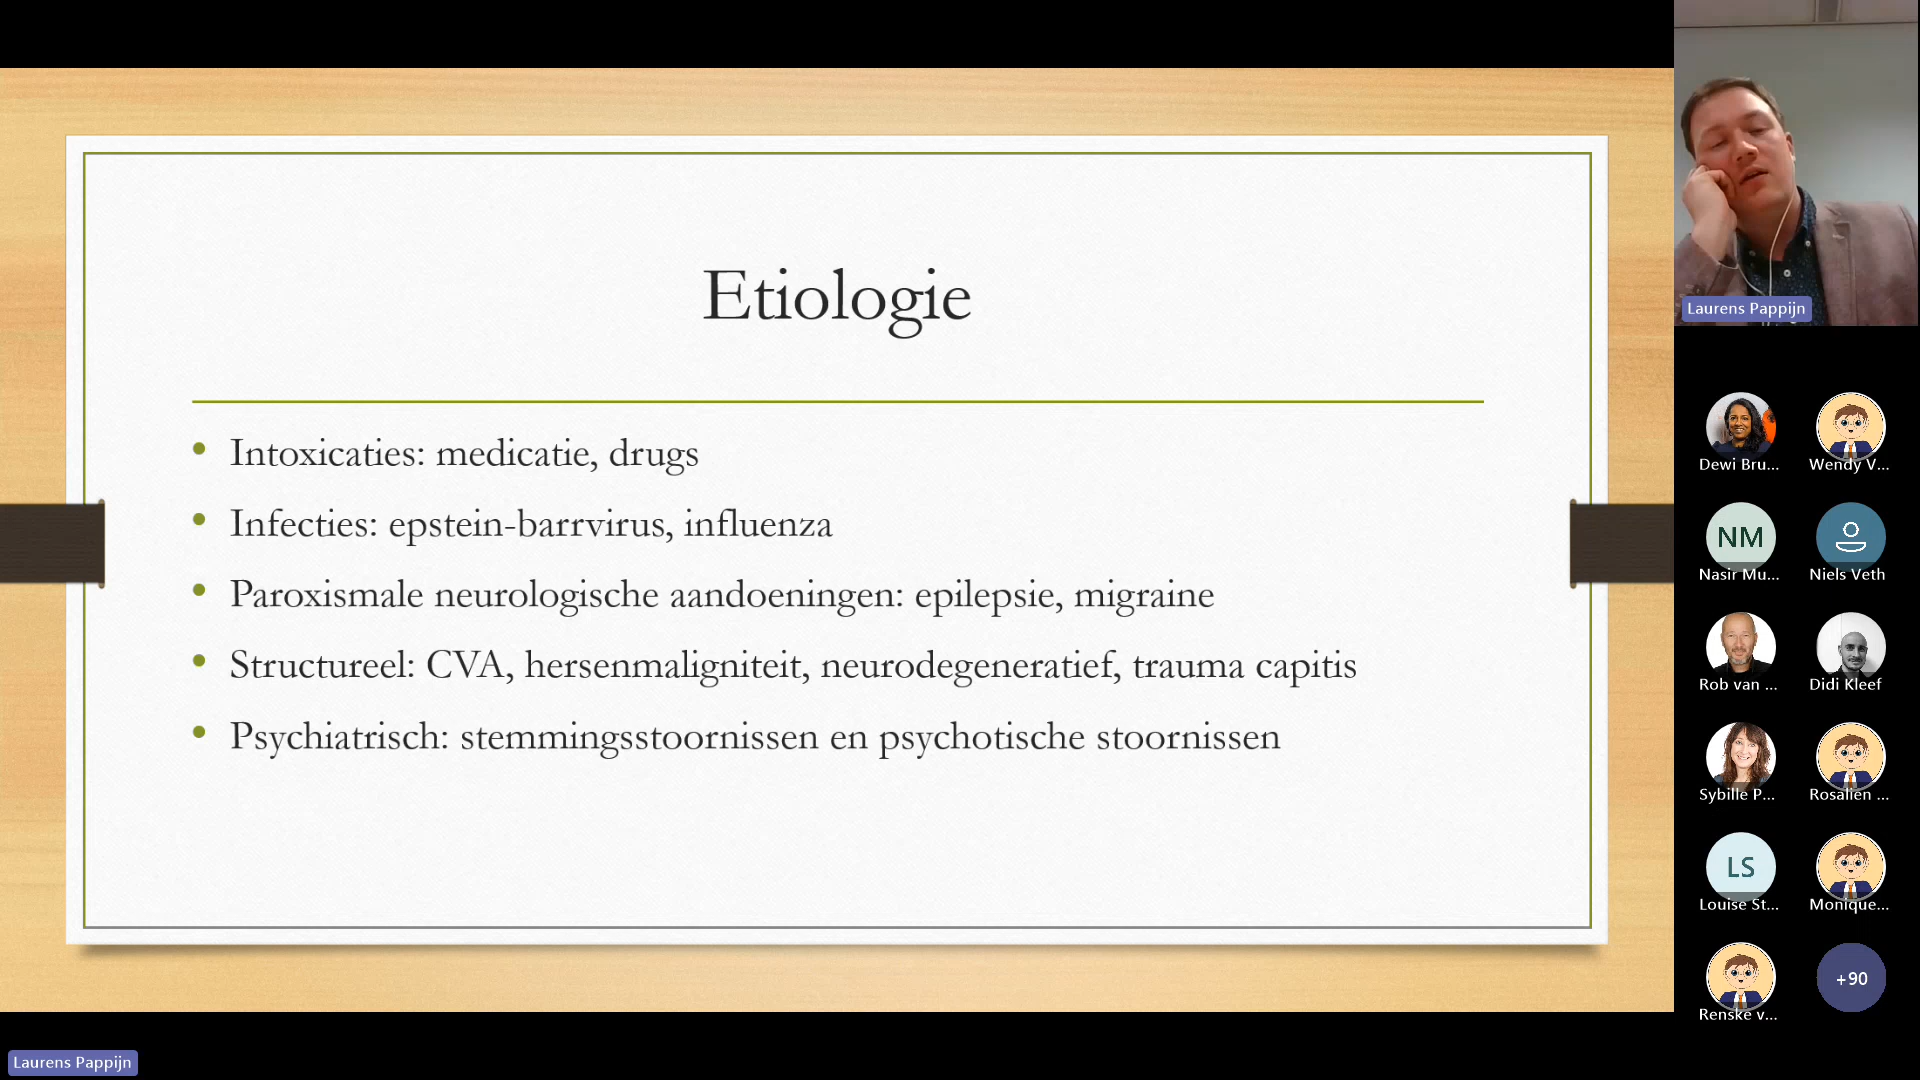 Etiologie
• Intoxicaties: medicatie, drugs
• Infecties: epstein-barrvirus, influenza
• Paroxismale neurologische aandoeningen: epilepsie, migraine
• Structureel: CVA, hersenmaligniteit, neurodegeneratief, trauma capitis
• Psychiatrisch: stemmingsstoornissen en psychotische stoornissen
Laurens Pappijn
Dewi Bru...
Wendy V...
NM
Nasir Mu...
Niels Veth
Rob van ...
Didi Kleef
Sybille P...
Rosalien ...
LS
Louise St...
Monique...
Renske v...
+90
Laurens Pappijn